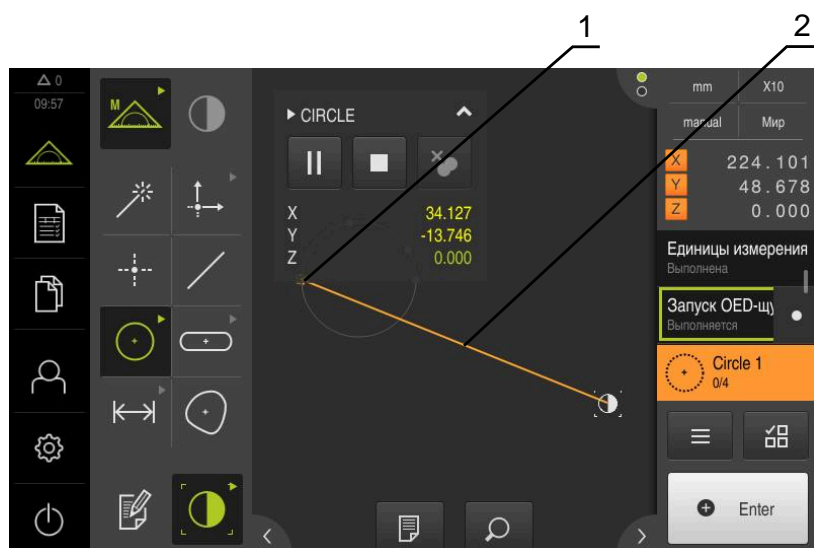 1
2
0
09:57
M
CIRCLE
X 34.127
Y -13.746
Z 0.000
mm X10
manual Мир
X 224.101
Y 48.678
Z 0.000
Единицы измерения
Выполнена
Запуск OED-щу
Выполняется
Circle 1
0/4
Enter